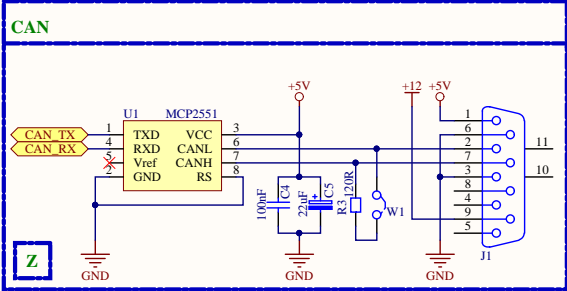 CAN
+5V
+12 +5V
U1 MCP2551
CAN_TX 1 TXD VCC 3
CAN_RX 4 RXD CANL 6
5 Vref CANH 7
2 GND RS 8
1
6
2
7
3
8
4
9
5
11
10
100nF C4
22uF + C5
R3 120R
W1
J1
GND
GND
GND
Z